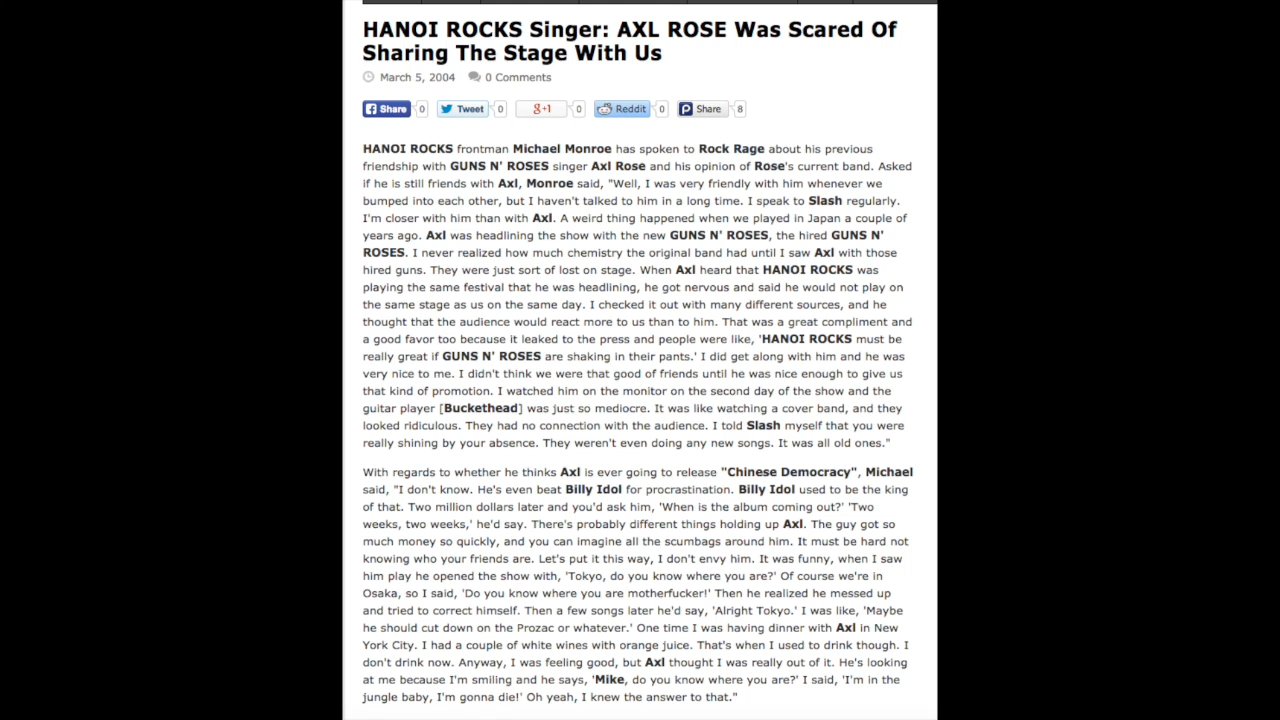 HANOI ROCKS Singer: AXL ROSE Was Scared Of
Sharing The Stage With Us
March 5, 2004 0 Comments
Share 0 Tweet 0 g+1 0 Reddit 0 Share 8
HANOI ROCKS frontman Michael Monroe has spoken to Rock Rage about his previous
friendship with GUNS N' ROSES singer Axl Rose and his opinion of Rose's current band. Asked
if he is still friends with Axl, Monroe said, "Well, I was very friendly with him whenever we
bumped into each other, but I haven't talked to him in a long time. I speak to Slash regularly.
I'm closer with him than with Axl. A weird thing happened when we played in Japan a couple of
years ago. Axl was headlining the show with the new GUNS N' ROSES, the hired GUNS N'
ROSES. I never realized how much chemistry the original band had until I saw Axl with those
hired guns. They were just sort of lost on stage. When Axl heard that HANOI ROCKS was
playing the same festival that he was headlining, he got nervous and said he would not play on
the same stage as us on the same day. I checked it out with many different sources, and he
thought that the audience would react more to us than to him. That was a great compliment and
a good favor too because it leaked to the press and people were like, 'HANOI ROCKS must be
really great if GUNS N' ROSES are shaking in their pants.' I did get along with him and he was
very nice to me. I didn't think we were that good of friends until he was nice enough to give us
that kind of promotion. I watched him on the monitor on the second day of the show and the
guitar player [Buckethead] was just so mediocre. It was like watching a cover band, and they
looked ridiculous. They had no connection with the audience. I told Slash myself that you were
really shining by your absence. They weren't even doing any new songs. It was all old ones."
With regards to whether he thinks Axl is ever going to release "Chinese Democracy", Michael
said, "I don't know. He's even beat Billy Idol for procrastination. Billy Idol used to be the king
of that. Two million dollars later and you'd ask him, 'When is the album coming out?' 'Two
weeks, two weeks,' he'd say. There's probably different things holding up Axl. The guy got so
much money so quickly, and you can imagine all the scumbags around him. It must be hard not
knowing who your friends are. Let's put it this way, I don't envy him. It was funny, when I saw
him play he opened the show with, 'Tokyo, do you know where you are?' Of course we're in
Osaka, so I said, 'Do you know where you are motherfucker!' Then he realized he messed up
and tried to correct himself. Then a few songs later he'd say, 'Alright Tokyo.' I was like, 'Maybe
he should cut down on the Prozac or whatever.' One time I was having dinner with Axl in New
York City. I had a couple of white wines with orange juice. That's when I used to drink though. I
don't drink now. Anyway, I was feeling good, but Axl thought I was really out of it. He's looking
at me because I'm smiling and he says, 'Mike, do you know where you are?' I said, 'I'm in the
jungle baby, I'm gonna die!' Oh yeah, I knew the answer to that."